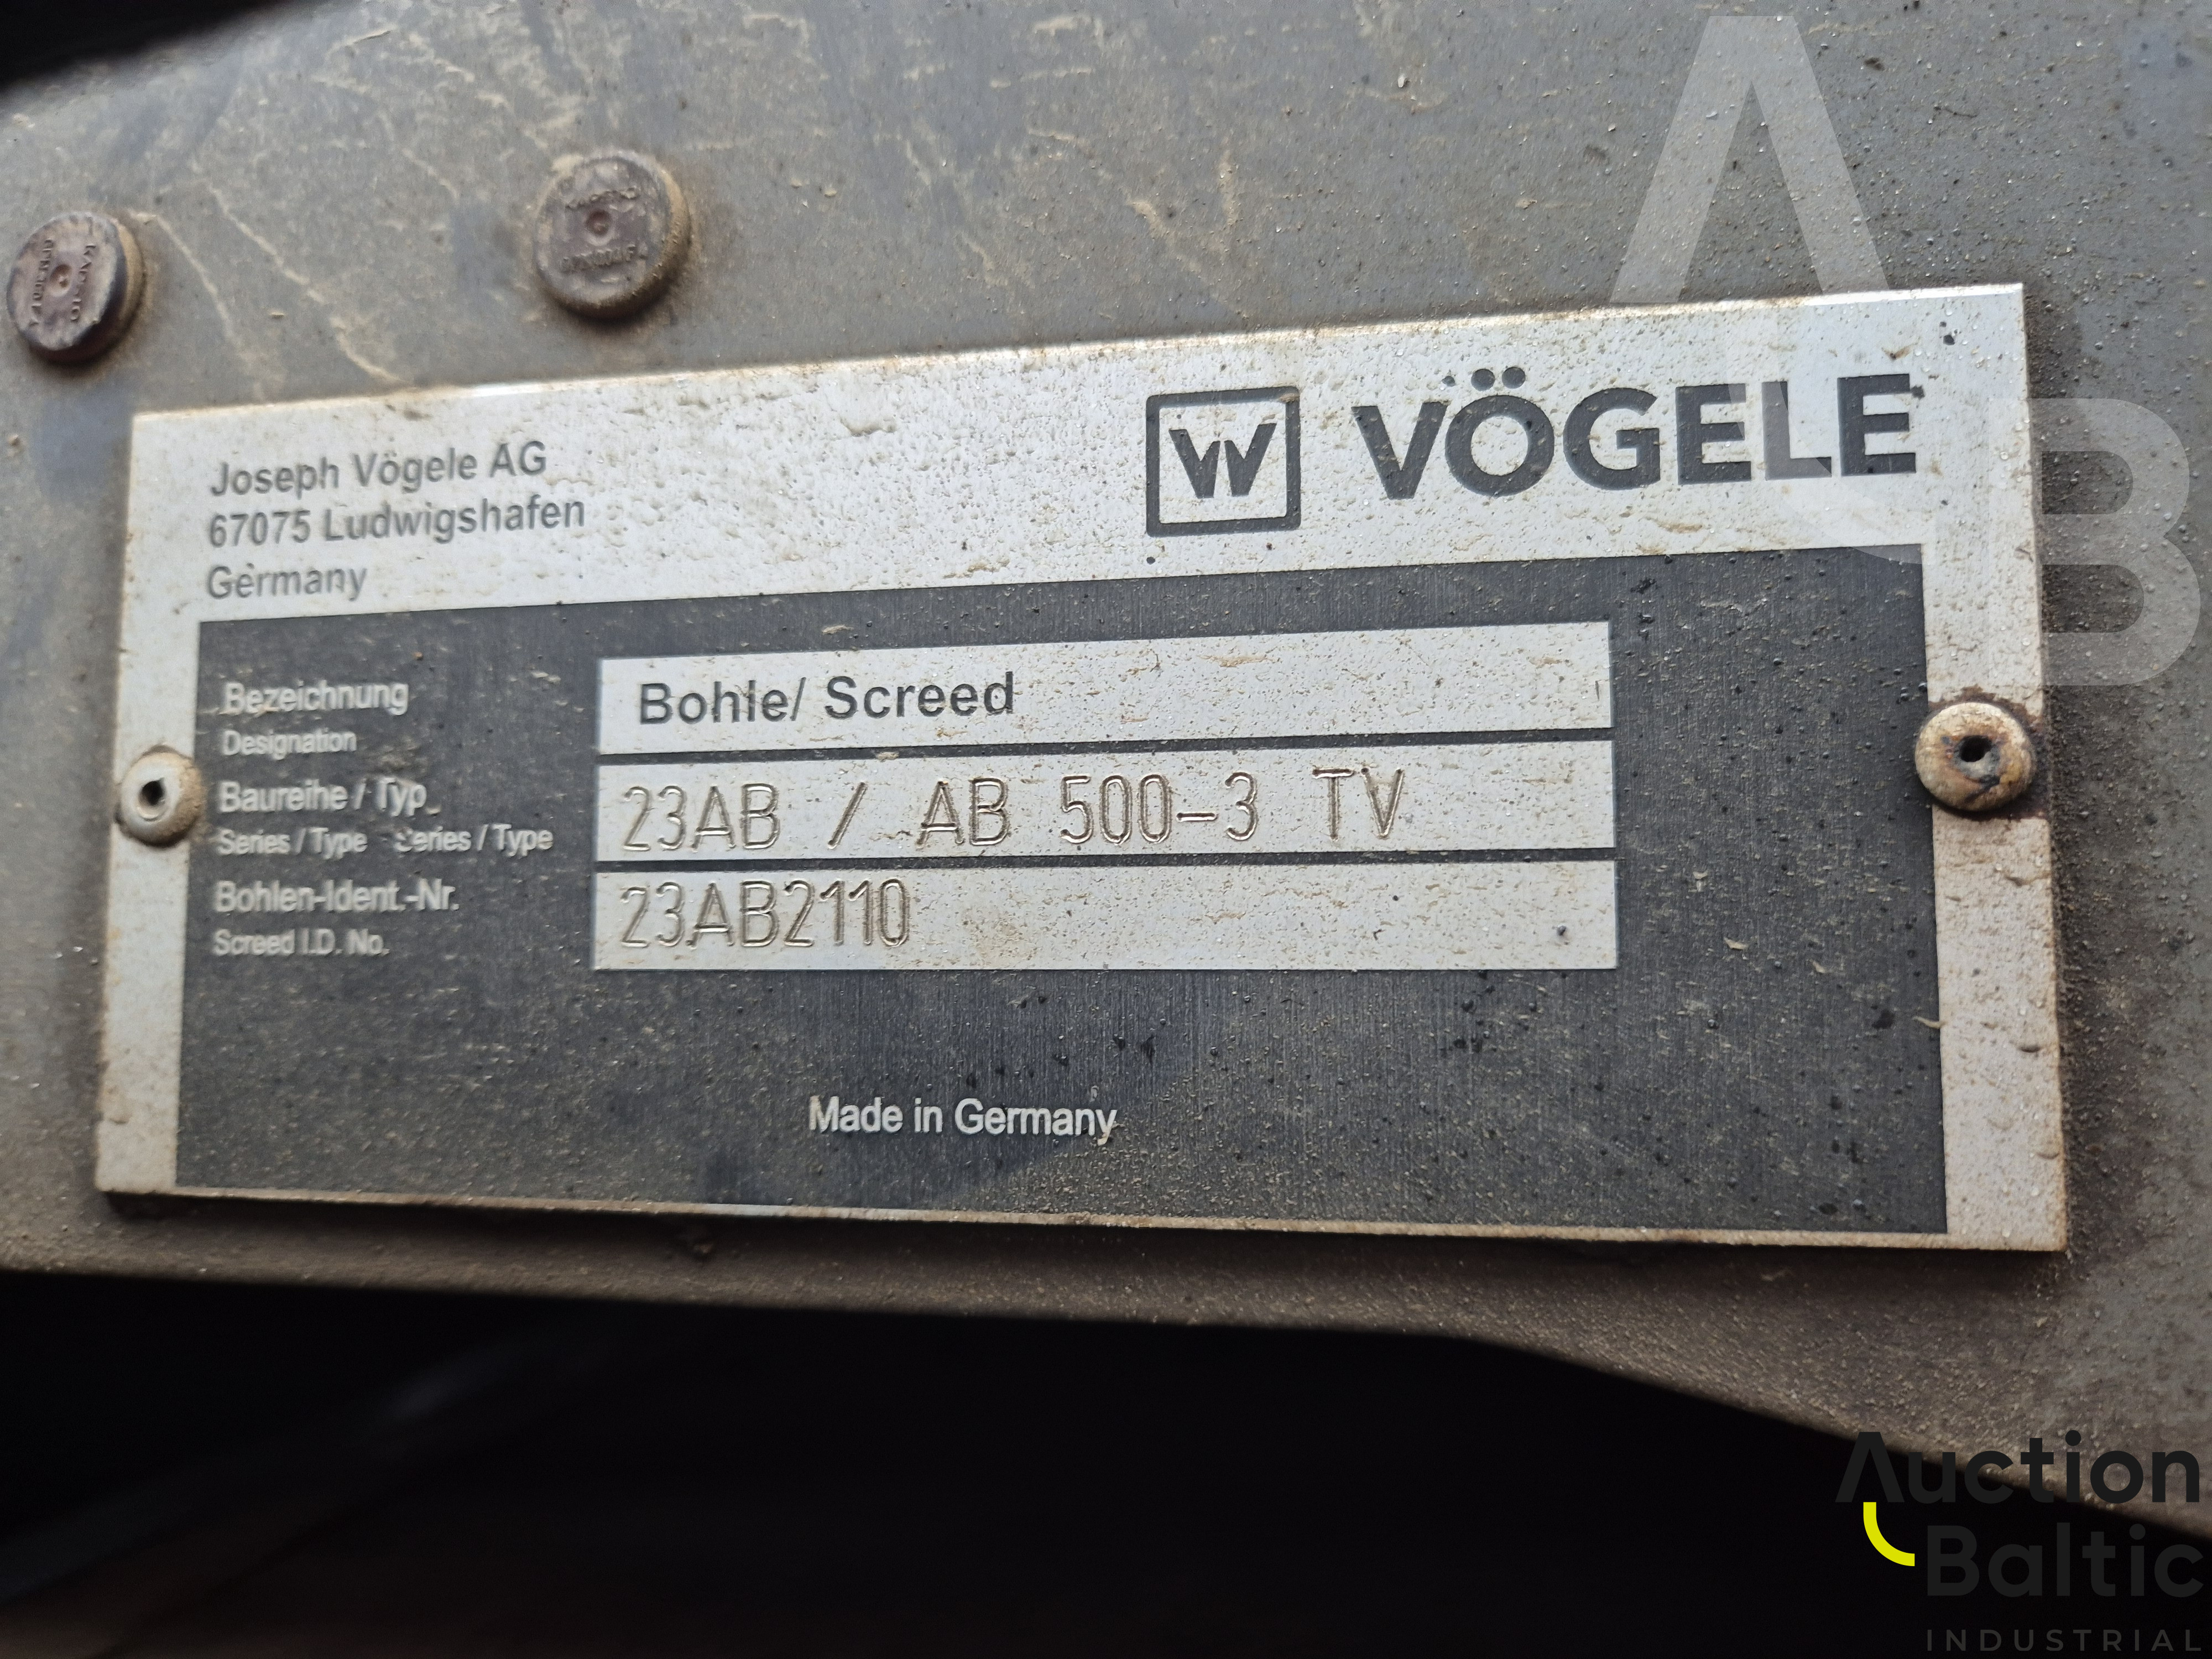 Joseph Vögele AG
67075 Ludwigshafen
Germany
VÖGELE
Bezeichnung
Designation
Bohle/ Screed
Baureihe / Typ
Series / Type Series / Type
23AB / AB 500-3 TV
Bohlen-Ident.-Nr.
Screed I.D. No.
23AB2110
Made in Germany
AB
Auction
Baltic
INDUSTRIAL